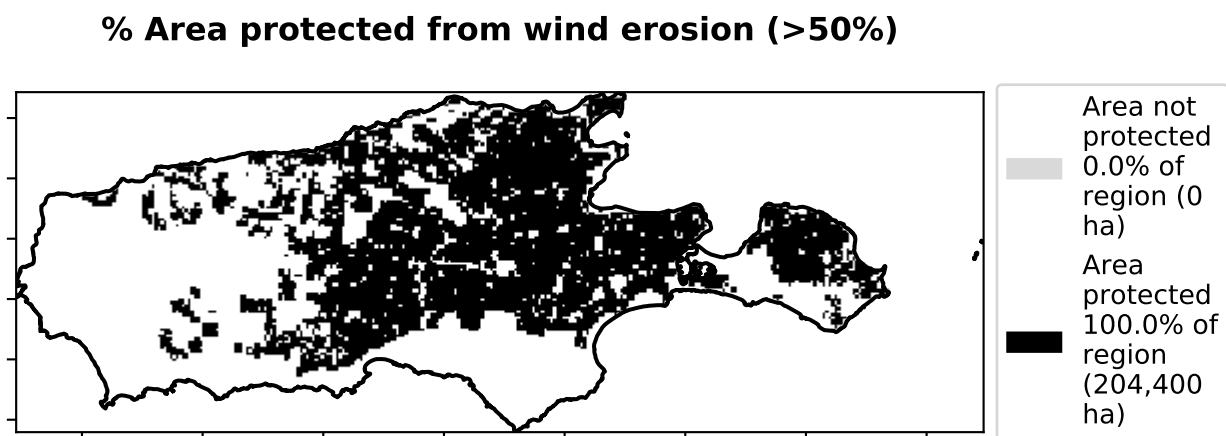 % Area protected from wind erosion (>50%)
Area not
protected
0.0% of
region (0
ha)
Area
protected
100.0% of
region
(204,400
ha)